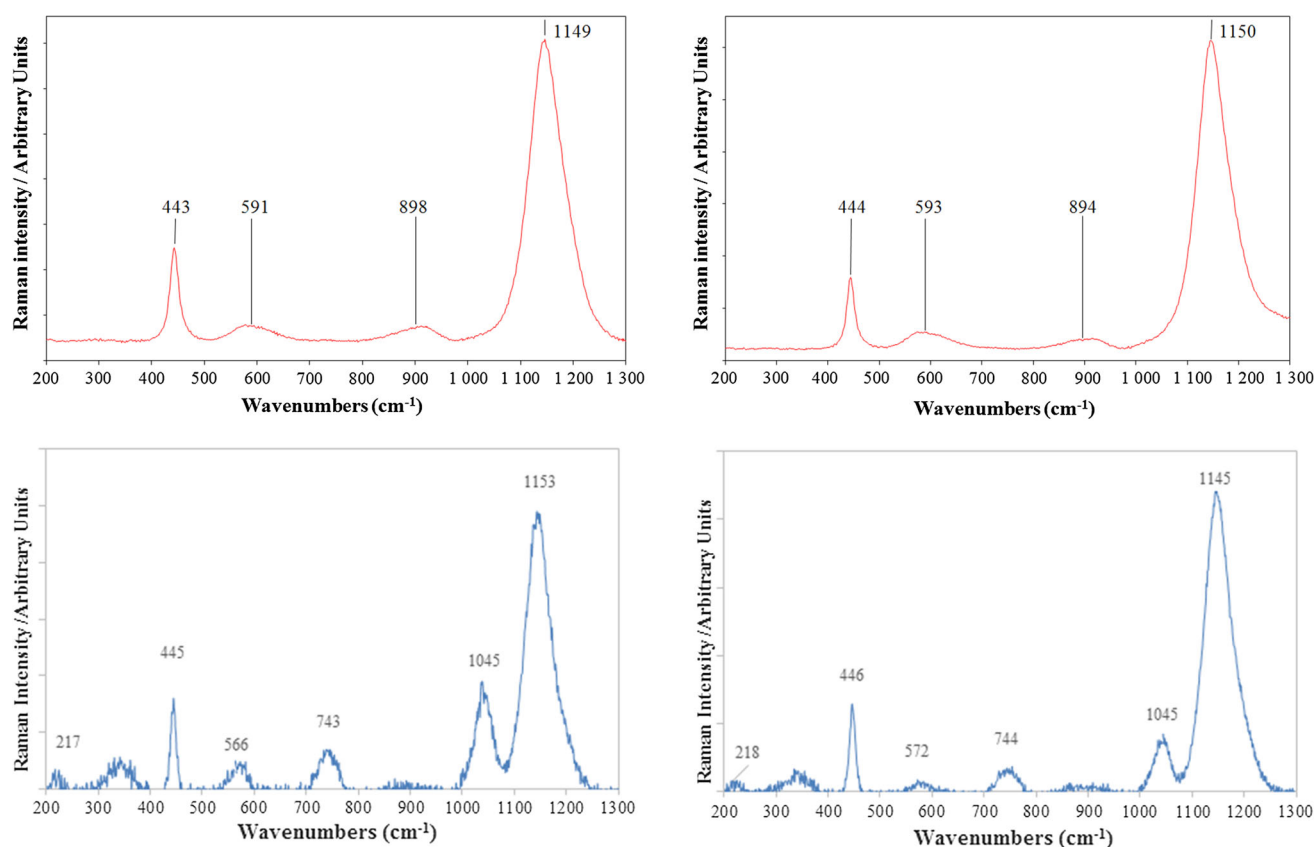 1149
443 591 898
Raman intensity / Arbitrary Units
200 300 400 500 600 700 800 900 1 000 1 100 1 200 1 300
Wavenumbers (cm-1)
1150
444 593 894
Raman intensity / Arbitrary Units
200 300 400 500 600 700 800 900 1 000 1 100 1 200 1 300
Wavenumbers (cm-1)
1153
445 1045
217 566 743
Raman Intensity /Arbitrary Units
200 300 400 500 600 700 800 900 1000 1100 1200 1300
Wavenumbers (cm-1)
1145
446 1045
218 572 744
Raman Intensity /Arbitrary Units
200 300 400 500 600 700 800 900 1000 1100 1200 1300
Wavenumbers (cm-1)